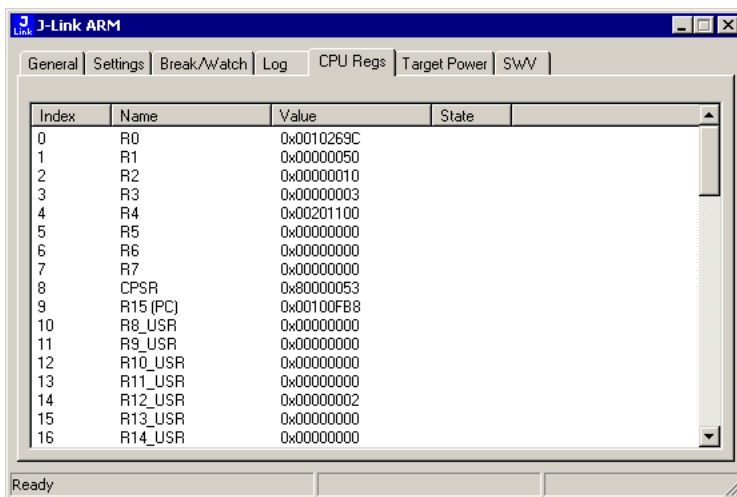 J Link J-Link ARM
General Settings Break/Watch Log CPU Regs Target Power SWV
Index Name Value State
0 R0 0x0010269C
1 R1 0x00000050
2 R2 0x00000010
3 R3 0x00000003
4 R4 0x00201100
5 R5 0x00000000
6 R6 0x00000000
7 R7 0x00000000
8 CPSR 0x80000053
9 R15 (PC) 0x00100FB8
10 R8_USR 0x00000000
11 R9_USR 0x00000000
12 R10_USR 0x00000000
13 R11_USR 0x00000000
14 R12_USR 0x00000002
15 R13_USR 0x00000000
16 R14_USR 0x00000000
Ready